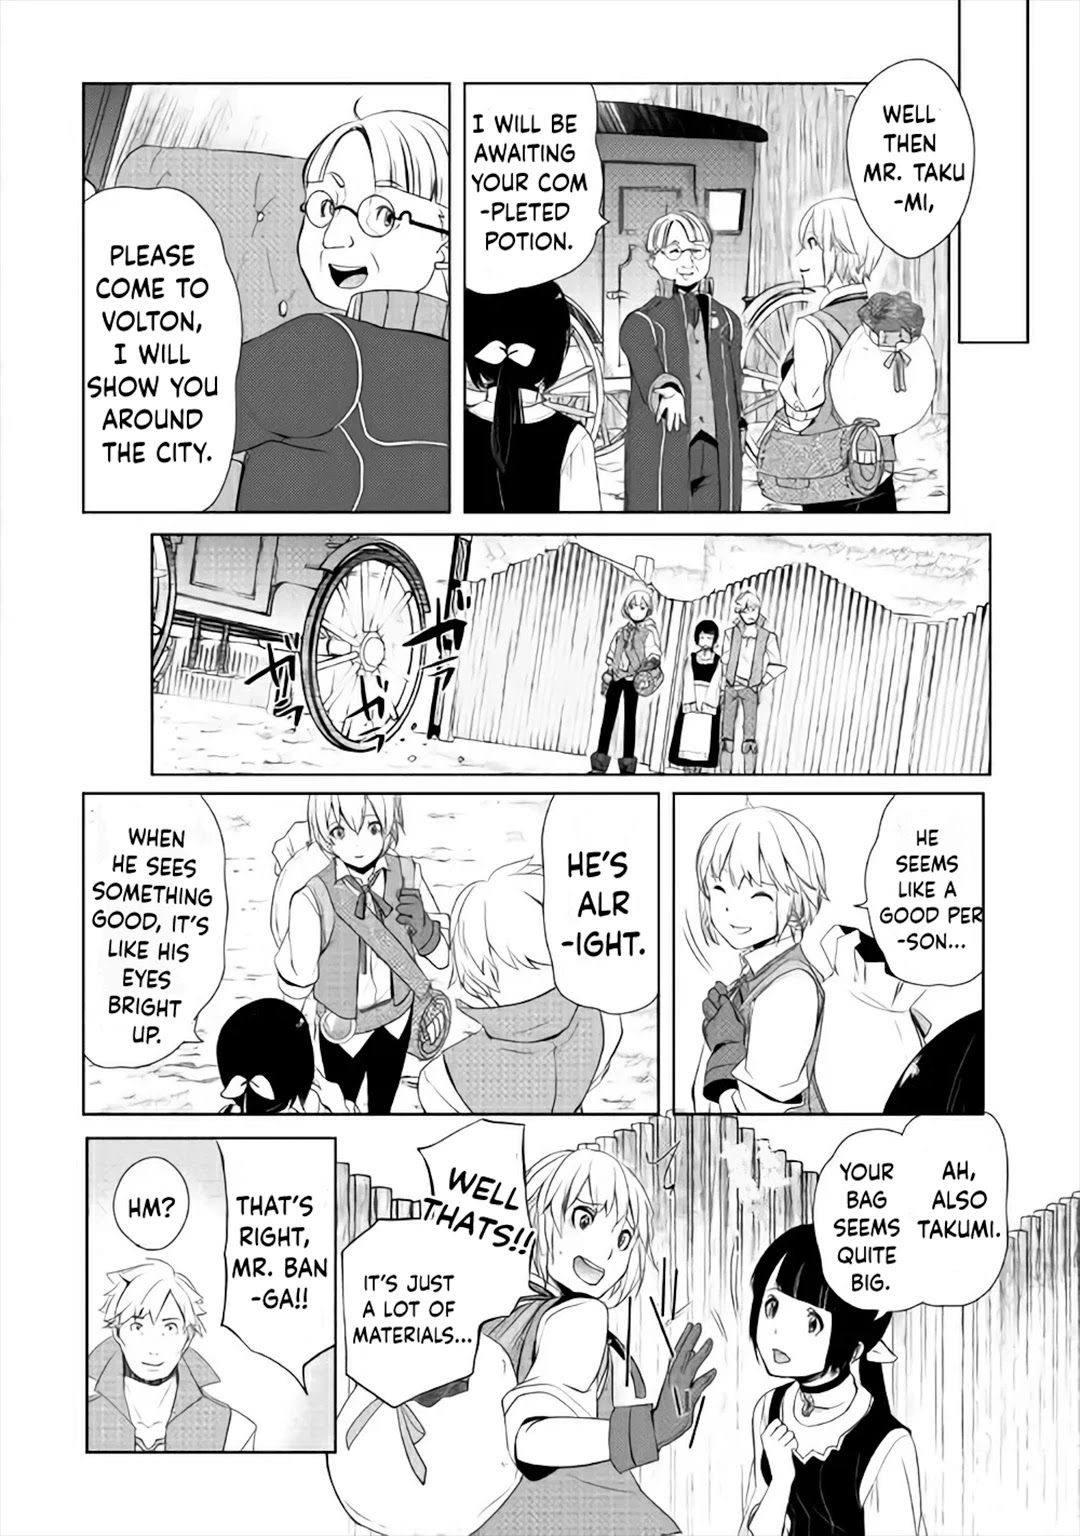 WELL
THEN
MR. TAKU
-MI,
I WILL BE
AWAITING
YOUR COM
-PLETED
POTION.
PLEASE
COME TO
VOLTON,
I WILL
SHOW YOU
AROUND
THE CITY.
HE
SEEMS
LIKE A
GOOD PER
-SON...
HE'S
ALR
-IGHT.
WHEN
HE SEES
SOMETHING
GOOD, IT'S
LIKE HIS
EYES
BRIGHT
UP.
AH,
ALSO
TAKUMI.
YOUR
BAG
SEEMS
QUITE
BIG.
WELL
THATS!!
IT'S JUST
A LOT OF
MATERIALS...
THAT'S
RIGHT,
MR. BAN
-GA!!
HM?